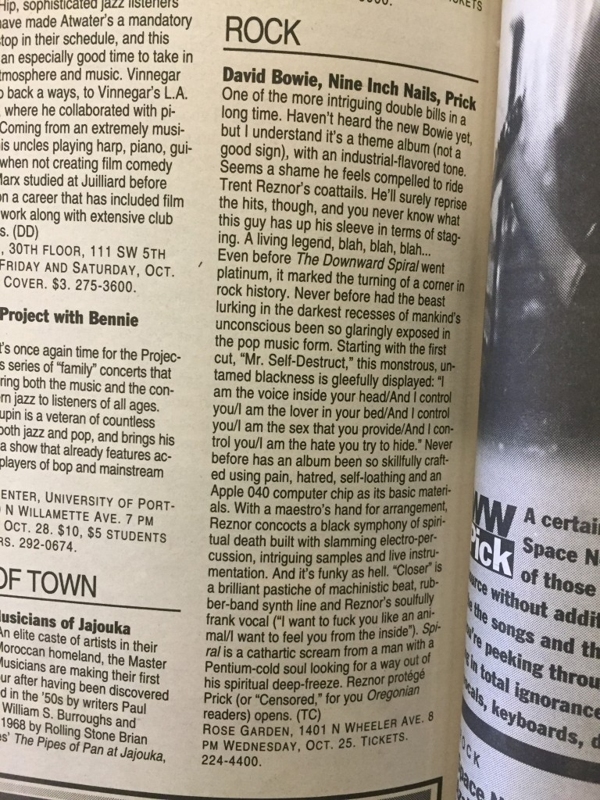 Hip, sophisticated jazz listeners
have made Atwater's a mandatory
stop in their schedule, and this
an especially good time to take in
tmosphere and music. Vinnegar
back a ways, to Vinnegar's L.A.
, where he collaborated with pi-
Coming from an extremely musi-
is uncles playing harp, piano, gui-
when not creating film comedy
Marx studied at Juilliard before
on a career that has included film
work along with extensive club
s. (DD)
, 30TH FLOOR, 111 SW 5TH
FRIDAY AND SATURDAY, OCT.
COVER. $3. 275-3600.
Project with Bennie
t's once again time for the Projec-
s series of "family" concerts that
ring both the music and the con-
rn jazz to listeners of all ages.
upin is a veteran of countless
both jazz and pop, and brings his
a show that already features ac-
players of bop and mainstream
ENTER, UNIVERSITY OF PORT-
N WILLAMETTE AVE. 7 PM
OCT. 28. $10, $5 STUDENTS
RS. 292-0674.
OF TOWN
Musicians of Jajouka
An elite caste of artists in their
Moroccan homeland, the Master
Musicians are making their first
ur after having been discovered
d in the '50s by writers Paul
William S. Burroughs and
1968 by Rolling Stone Brian
es' The Pipes of Pan at Jajouka,
TICKETS
ROCK
David Bowie, Nine Inch Nails, Prick
One of the more intriguing double bills in a
long time. Haven't heard the new Bowie yet,
but I understand it's a theme album (not a
good sign), with an industrial-flavored tone.
Seems a shame he feels compelled to ride
Trent Reznor's coattails. He'll surely reprise
the hits, though, and you never know what
this guy has up his sleeve in terms of stag-
ing. A living legend, blah, blah, blah...
Even before The Downward Spiral went
platinum, it marked the turning of a corner in
rock history. Never before had the beast
lurking in the darkest recesses of mankind's
unconscious been so glaringly exposed in
the pop music form. Starting with the first
cut, "Mr. Self-Destruct," this monstrous, un-
tamed blackness is gleefully displayed: "I
am the voice inside your head/And I control
you/I am the lover in your bed/And I control
you/I am the sex that you provide/And I con-
trol you/I am the hate you try to hide." Never
before has an album been so skillfully craft-
ed using pain, hatred, self-loathing and an
Apple 040 computer chip as its basic materi-
als. With a maestro's hand for arrangement,
Reznor concocts a black symphony of spiri-
tual death built with slamming electro-per-
cussion, intriguing samples and live instru-
mentation. And it's funky as hell. "Closer" is
a brilliant pastiche of machinistic beat, rub-
ber-band synth line and Reznor's soulfully
frank vocal ("I want to fuck you like an ani-
mal/I want to feel you from the inside"). Spi-
ral is a cathartic scream from a man with a
Pentium-cold soul looking for a way out of
his spiritual deep-freeze. Reznor protégé
Prick (or "Censored," for you Oregonian
readers) opens. (TC)
ROSE GARDEN, 1401 N WHEELER AVE. 8
PM WEDNESDAY, OCT. 25. TICKETS.
224-4400.
WW
Pick
A certain
Space N
of those
urce without addit
the songs and th
're peeking throu
in total ignorance
cals, keyboards, d
OCK
Space N